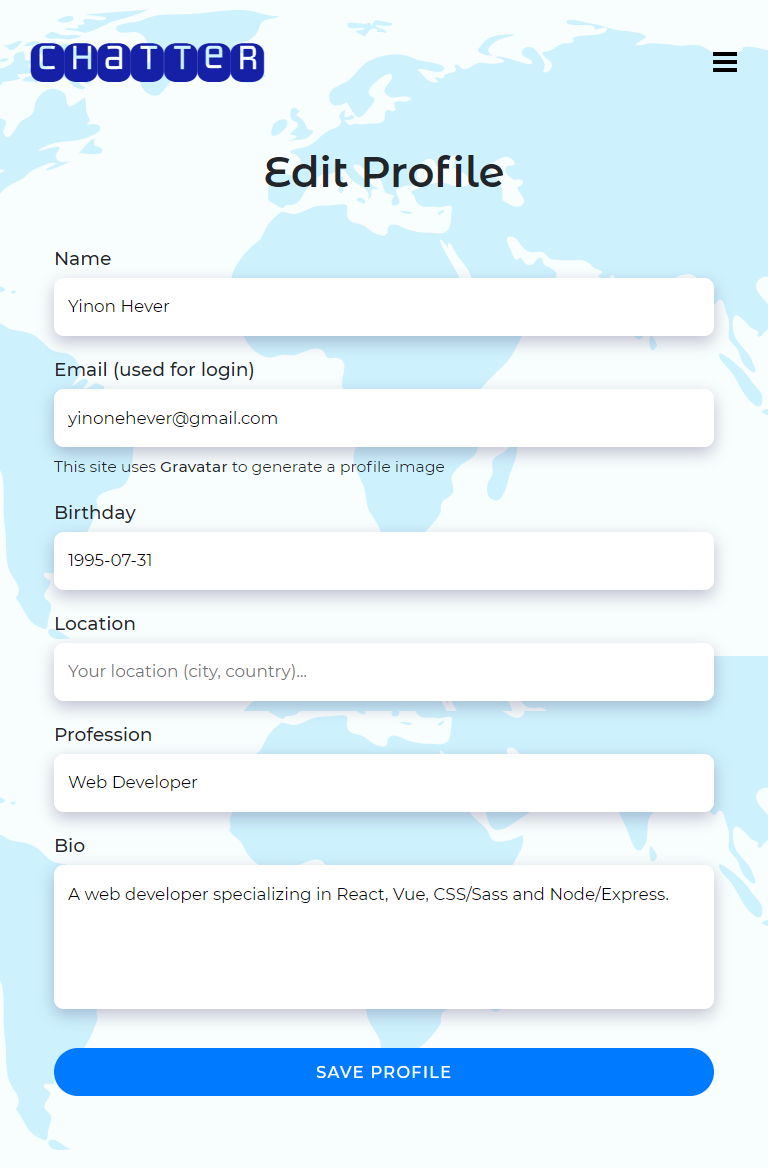 CHaTTeR
Edit Profile
Name
Yinon Hever
Email (used for login)
yinonehever@gmail.com
This site uses Gravatar to generate a profile image
Birthday
1995-07-31
Location
Your location (city, country)...
Profession
Web Developer
Bio
A web developer specializing in React, Vue, CSS/Sass and Node/Express.
SAVE PROFILE